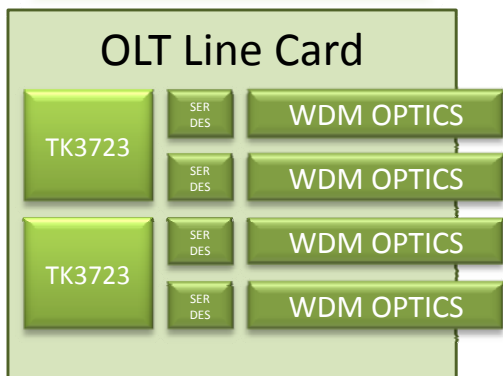 OLT Line Card
TK3723
SER
DES
WDM OPTICS
SER
DES
WDM OPTICS
TK3723
SER
DES
WDM OPTICS
SER
DES
WDM OPTICS